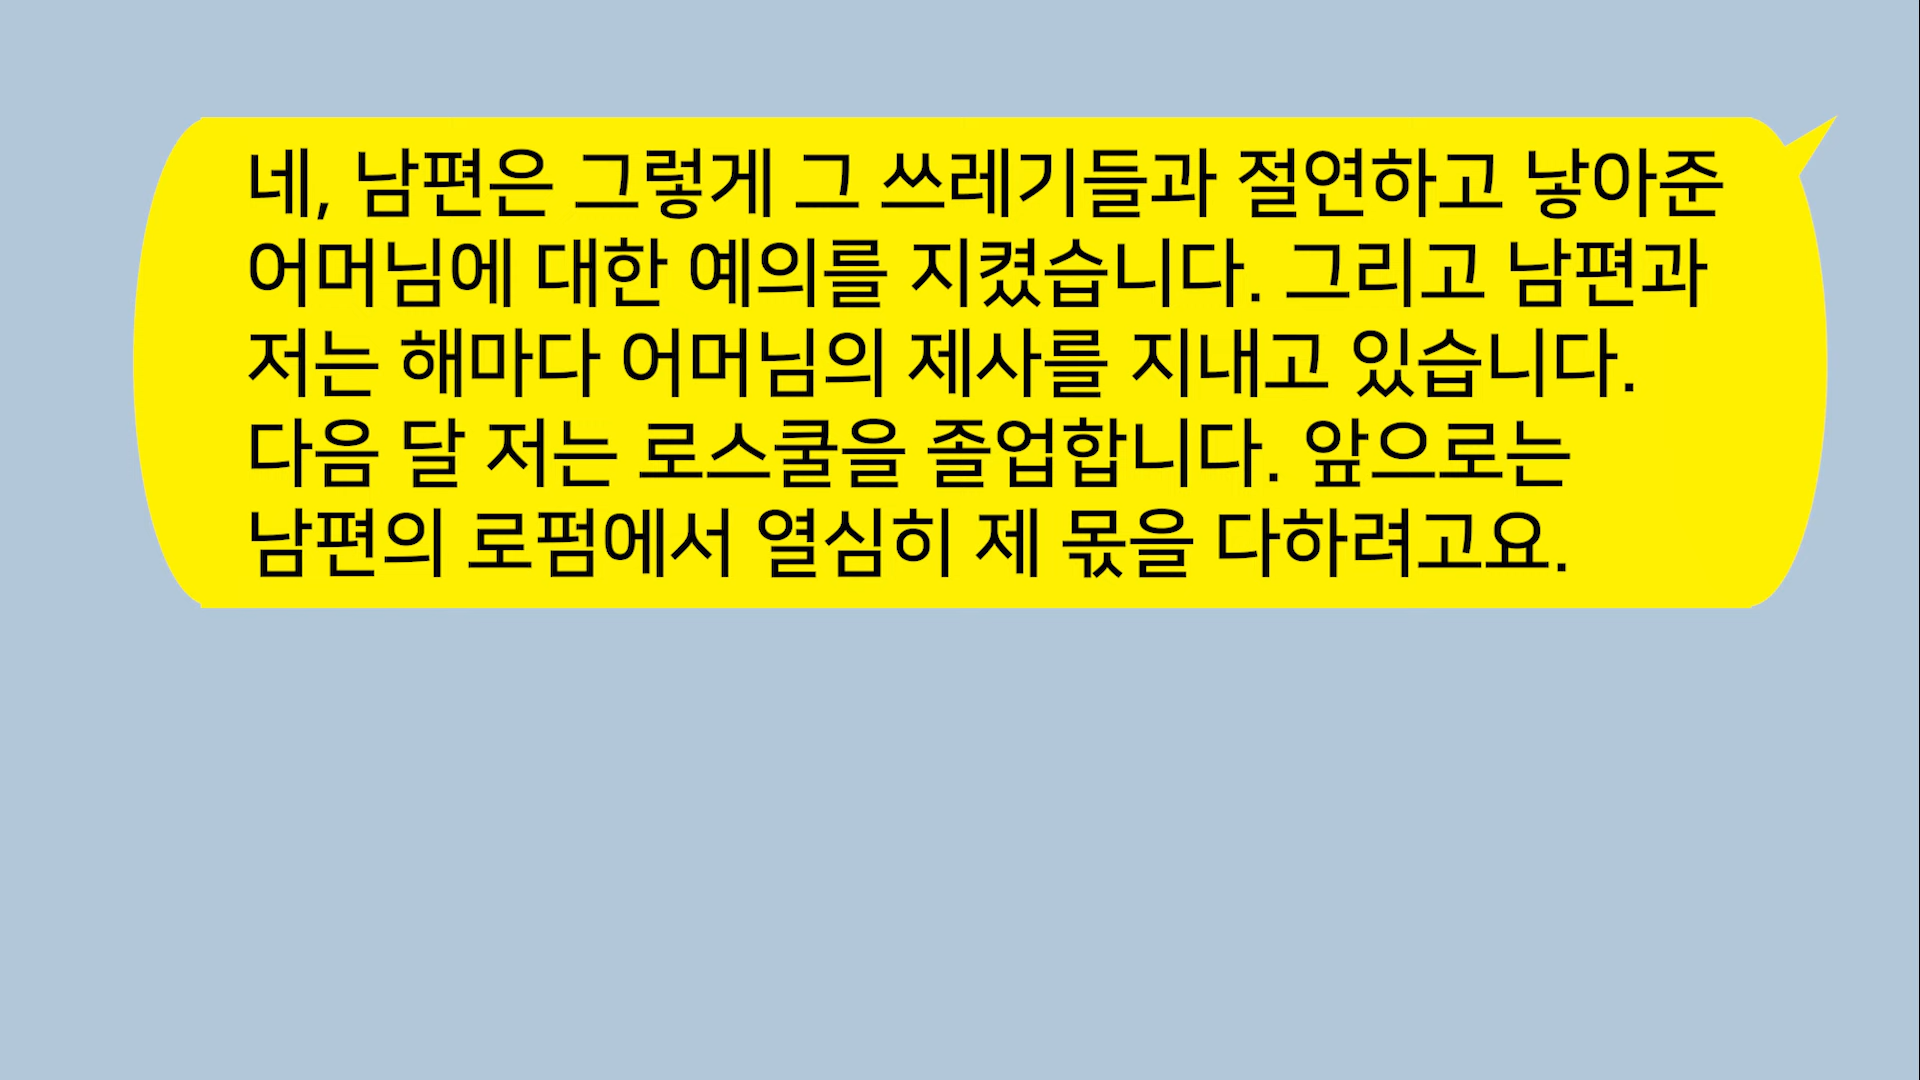 네, 남편은 그렇게 그 쓰레기들과 절연하고 낳아준
어머님에 대한 예의를 지켰습니다. 그리고 남편과
저는 해마다 어머님의 제사를 지내고 있습니다.
다음 달 저는 로스쿨을 졸업합니다. 앞으로는
남편의 로펌에서 열심히 제 몫을 다하려고요.